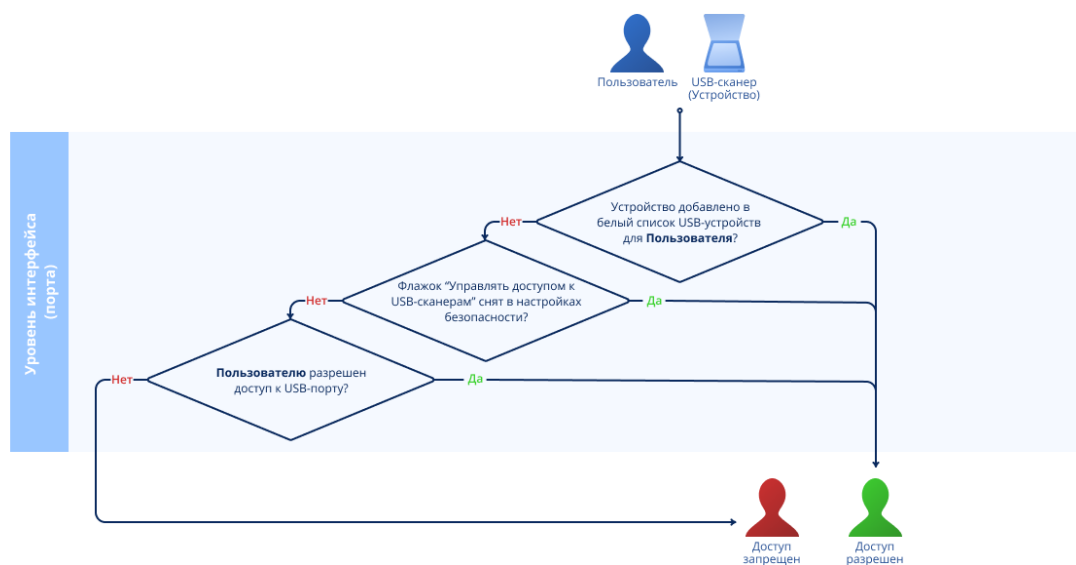 Пользователь
USB-сканер
(Устройство)
Уровень интерфейса
(порта)
Устройство добавлено в
белый список USB-устройств
для Пользователя?
Нет
Да
Флажок “Управлять доступом к
USB-сканерам” снят в настройках
безопасности?
Нет
Да
Пользователю разрешен
доступ к USB-порту?
Нет
Да
Доступ
запрещен
Доступ
разрешен